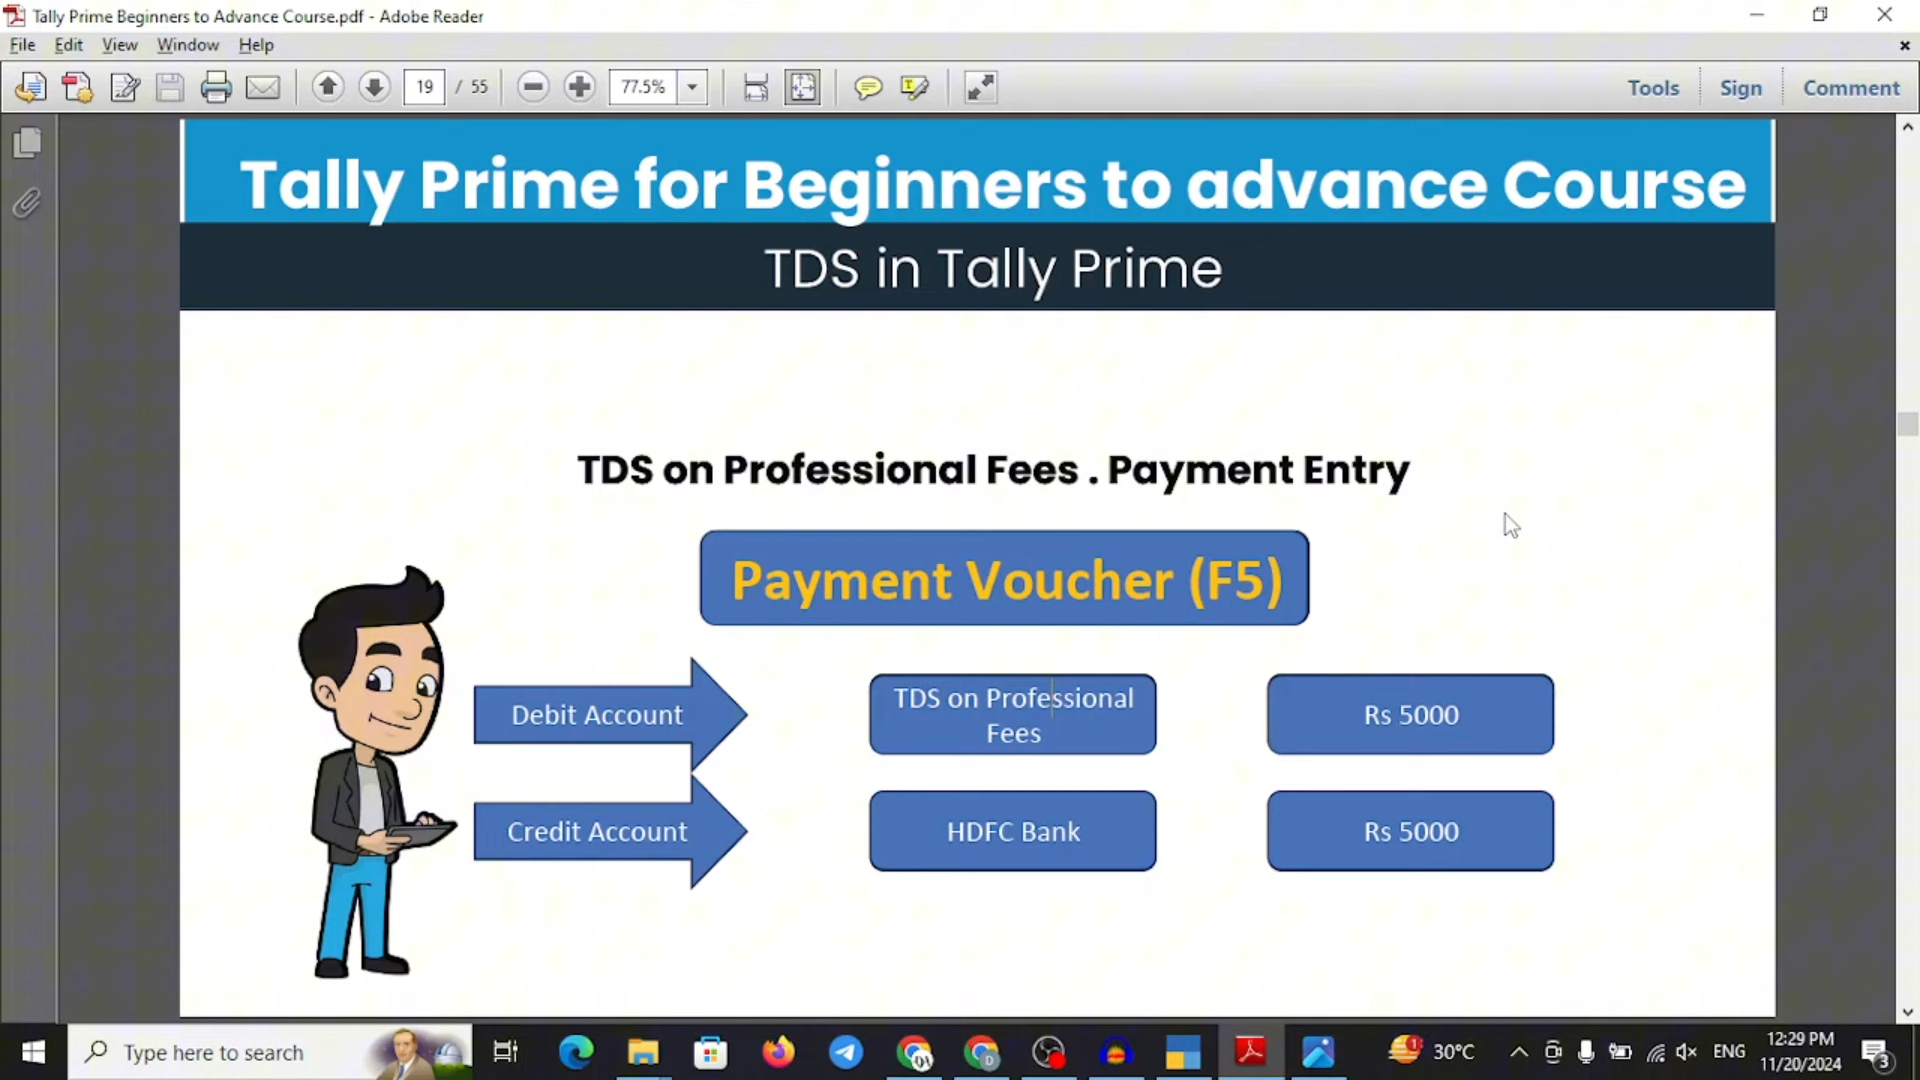 Tally Prime Beginners to Advance Course.pdf - Adobe Reader
File Edit View Window Help
19 / 55 77.5% Tools Sign Comment
Tally Prime for Beginners to advance Course
TDS in Tally Prime
TDS on Professional Fees . Payment Entry
Payment Voucher (F5)
Debit Account
TDS on Professional
Fees
Rs 5000
Credit Account
HDFC Bank
Rs 5000
Type here to search
1
30°C
ENG
12:29 PM
11/20/2024
3